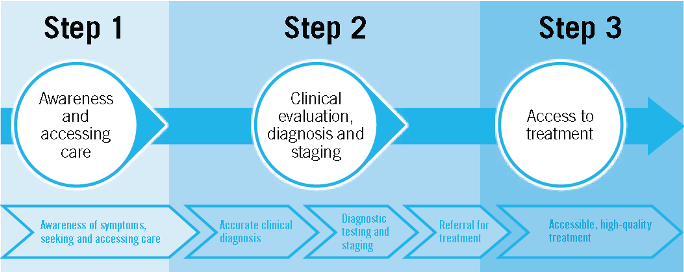 Step 1
Step 2
Step 3
Awareness
and
accessing
care
Clinical
evaluation,
diagnosis and
staging
Access to
treatment
Awareness of symptoms,
seeking and accessing care
Accurate clinical
diagnosis
Diagnostic
testing and
staging
Referral for
treatment
Accessible, high-quality
treatment